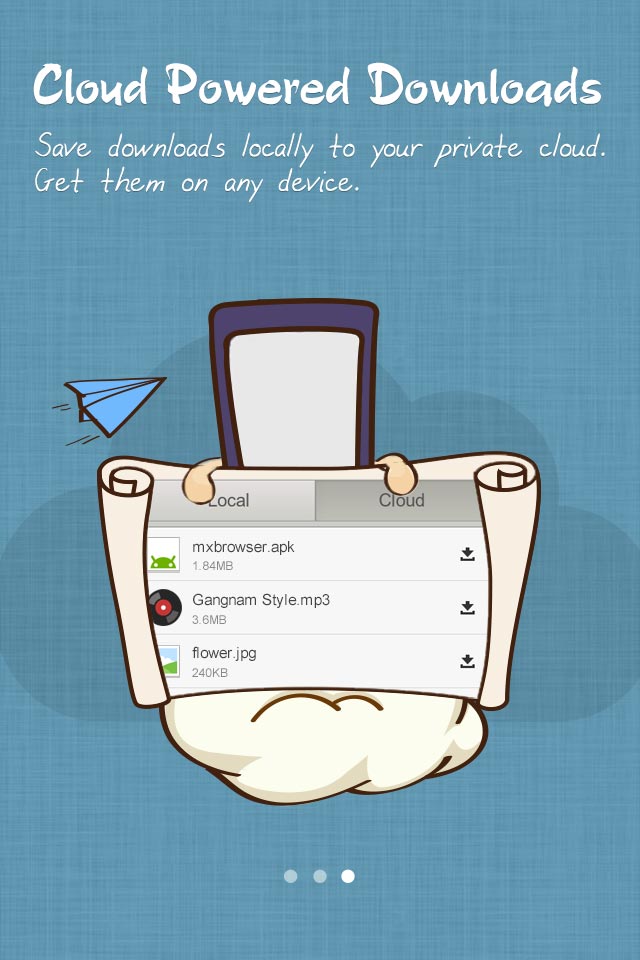 Cloud Powered Downloads
Save downloads locally to your private cloud.
Get them on any device.
Local
Cloud
mxbrowser.apk
1.84MB
Gangnam Style.mp3
3.6MB
flower.jpg
240KB